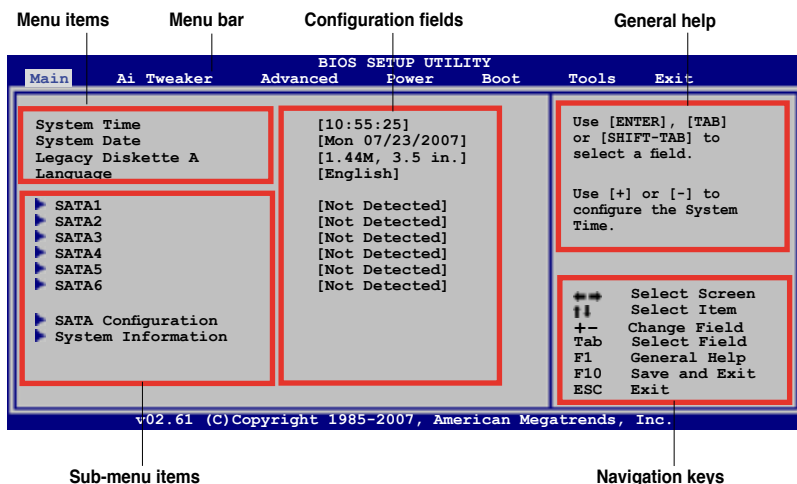 Menu items Menu bar Configuration fields General help
BIOS SETUP UTILITY
Main Ai Tweaker Advanced Power Boot Tools Exit
System Time [10:55:25]
System Date [Mon 07/23/2007]
Legacy Diskette A [1.44M, 3.5 in.]
Language [English]
SATA1 [Not Detected]
SATA2 [Not Detected]
SATA3 [Not Detected]
SATA4 [Not Detected]
SATA5 [Not Detected]
SATA6 [Not Detected]
SATA Configuration
System Information
Use [ENTER], [TAB]
or [SHIFT-TAB] to
select a field.
Use [+] or [-] to
configure the System
Time.
←→ Select Screen
↑↓ Select Item
+- Change Field
Tab Select Field
F1 General Help
F10 Save and Exit
ESC Exit
v02.61 (C)Copyright 1985-2007, American Megatrends, Inc.
Sub-menu items Navigation keys